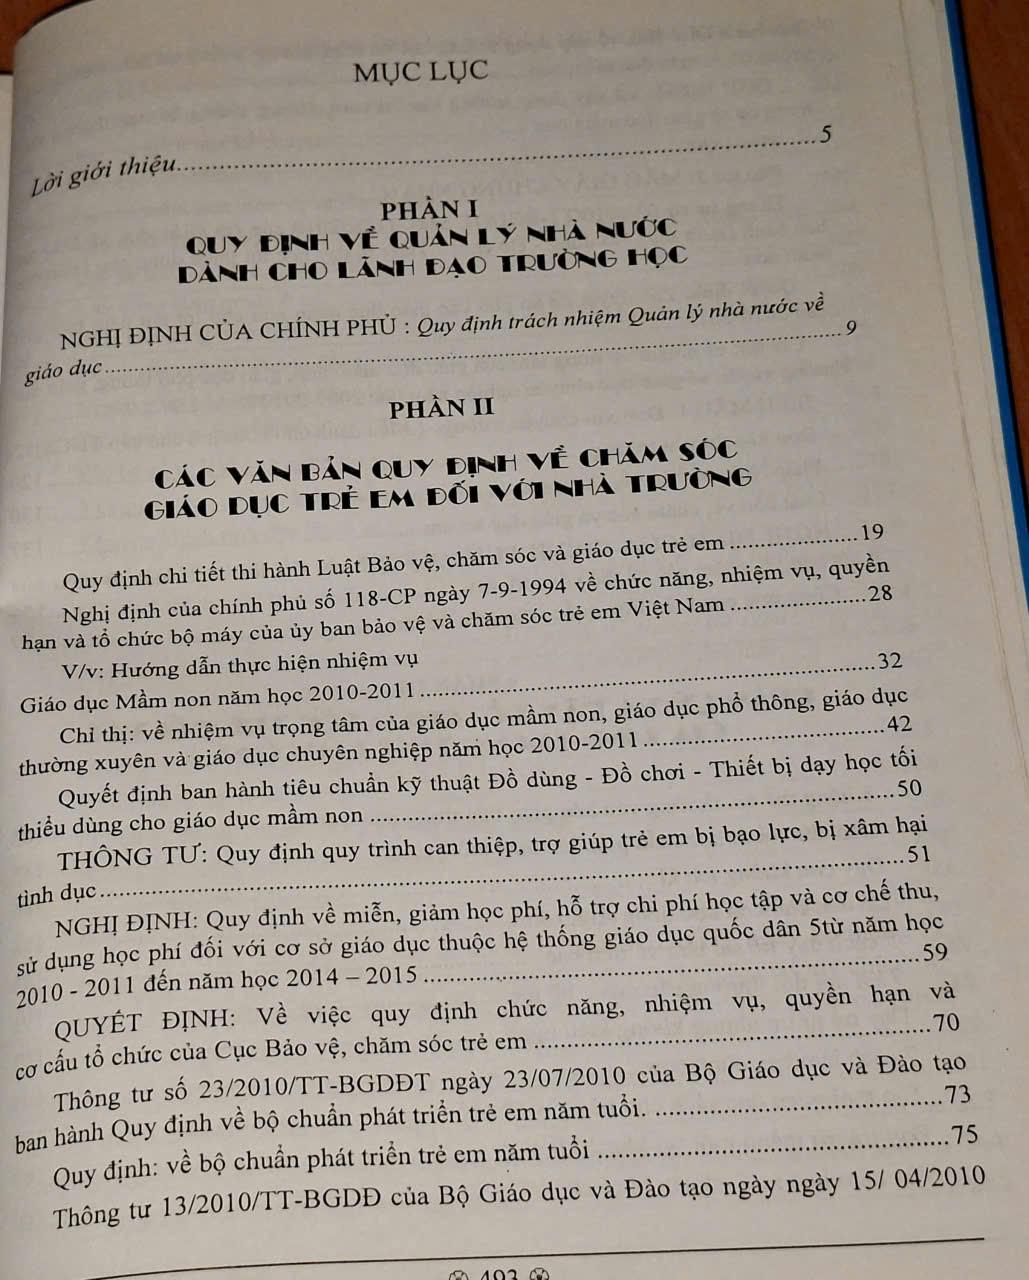 MỤC LỤC
Lời giới thiệu..........5
PHẦN I
QUY ĐỊNH VỀ QUẢN LÝ NHÀ NƯỚC
DÀNH CHO LÃNH ĐẠO TRƯỜNG HỌC
NGHỊ ĐỊNH CỦA CHÍNH PHỦ : Quy định trách nhiệm Quản lý nhà nước về
giáo dục..........9
PHẦN II
CÁC VĂN BẢN QUY ĐỊNH VỀ CHĂM SÓC
GIÁO DỤC TRẺ EM ĐỐI VỚI NHÀ TRƯỜNG
Quy định chi tiết thi hành Luật Bảo vệ, chăm sóc và giáo dục trẻ em ..........19
Nghị định của chính phủ số 118-CP ngày 7-9-1994 về chức năng, nhiệm vụ, quyền
hạn và tổ chức bộ máy của ủy ban bảo vệ và chăm sóc trẻ em Việt Nam ..........28
V/v: Hướng dẫn thực hiện nhiệm vụ
Giáo dục Mầm non năm học 2010-2011 ..........32
Chỉ thị: về nhiệm vụ trọng tâm của giáo dục mầm non, giáo dục phổ thông, giáo dục
thường xuyên và giáo dục chuyên nghiệp năm học 2010-2011 ..........42
Quyết định ban hành tiêu chuẩn kỹ thuật Đồ dùng - Đồ chơi - Thiết bị dạy học tối
thiểu dùng cho giáo dục mầm non ..........50
THÔNG TƯ: Quy định quy trình can thiệp, trợ giúp trẻ em bị bạo lực, bị xâm hại
tình dục..........51
NGHỊ ĐỊNH: Quy định về miễn, giảm học phí, hỗ trợ chi phí học tập và cơ chế thu,
sử dụng học phí đối với cơ sở giáo dục thuộc hệ thống giáo dục quốc dân 5từ năm học
2010 - 2011 đến năm học 2014 – 2015 ..........59
QUYẾT ĐỊNH: Về việc quy định chức năng, nhiệm vụ, quyền hạn và
cơ cấu tổ chức của Cục Bảo vệ, chăm sóc trẻ em ..........70
Thông tư số 23/2010/TT-BGDĐT ngày 23/07/2010 của Bộ Giáo dục và Đào tạo
ban hành Quy định về bộ chuẩn phát triển trẻ em năm tuổi. ..........73
Quy định: về bộ chuẩn phát triển trẻ em năm tuổi ..........75
Thông tư 13/2010/TT-BGDĐ của Bộ Giáo dục và Đào tạo ngày ngày 15/ 04/2010
493